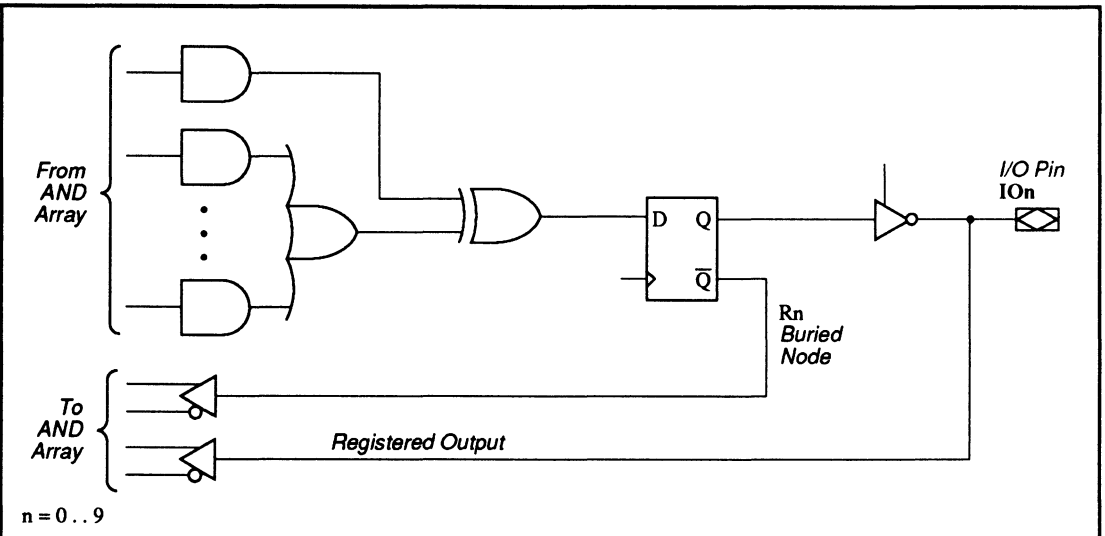 From
AND
Array
I/O Pin
IOn
D Q
Q̅
Rn
Buried
Node
To
AND
Array
Registered Output
n = 0 . . 9